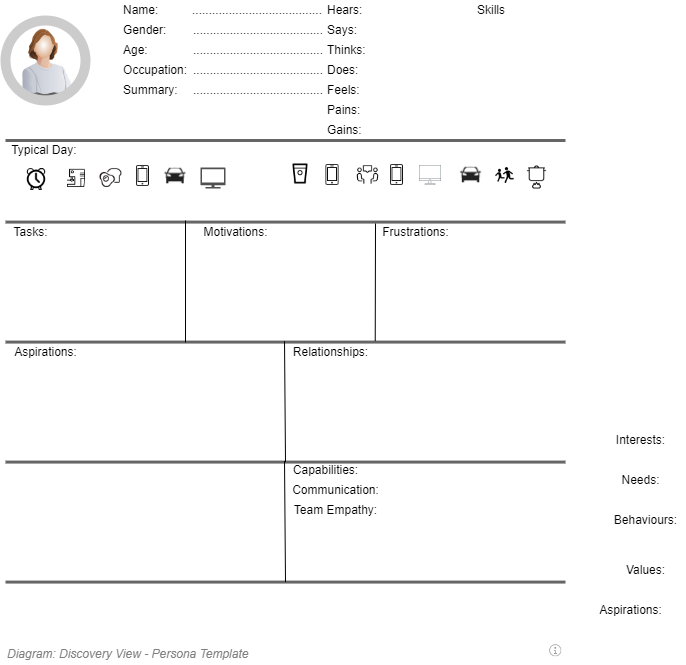 Name: ..................................... Hears: Skills
Gender: ..................................... Says:
Age: ..................................... Thinks:
Occupation: ..................................... Does:
Summary: ..................................... Feels:
Pains:
Gains:
Typical Day:
Tasks: Motivations: Frustrations:
Aspirations: Relationships:
Interests:
Capabilities:
Needs:
Communication:
Team Empathy:
Behaviours:
Values:
Aspirations:
Diagram: Discovery View - Persona Template